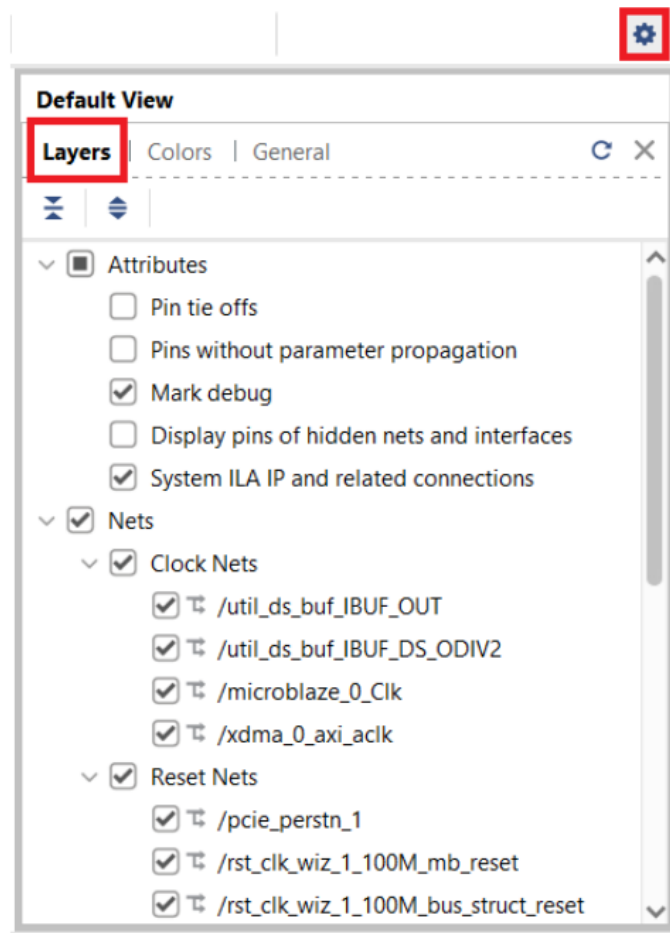 Default View
Layers | Colors | General
Attributes
Pin tie offs
Pins without parameter propagation
Mark debug
Display pins of hidden nets and interfaces
System ILA IP and related connections
Nets
Clock Nets
/util_ds_buf_IBUF_OUT
/util_ds_buf_IBUF_DS_ODIV2
/microblaze_0_Clk
/xdma_0_axi_aclk
Reset Nets
/pcie_perstn_1
/rst_clk_wiz_1_100M_mb_reset
/rst_clk_wiz_1_100M_bus_struct_reset